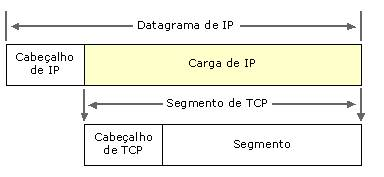 Datagrama de IP
Cabeçalho
de IP
Carga de IP
Segmento de TCP
Cabeçalho
de TCP
Segmento